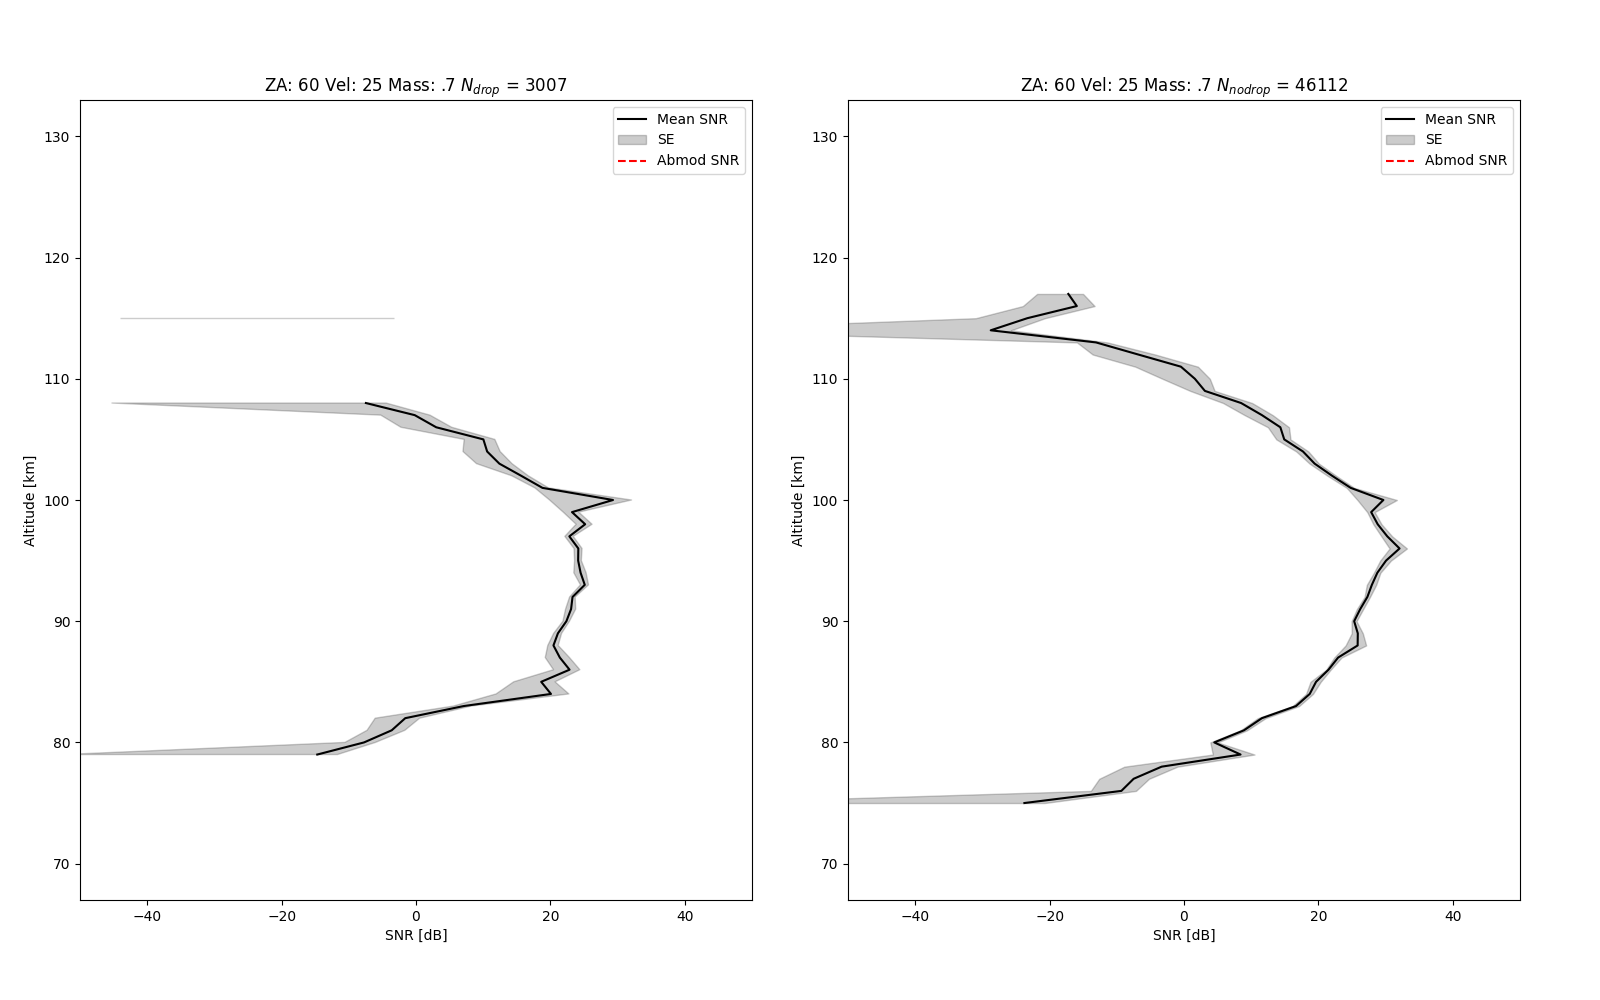 ZA: 60 Vel: 25 Mass: .7 N_drop = 3007
Mean SNR
SE
Abmod SNR
130
120
110
100
90
80
70
Altitude [km]
−40
−20
0
20
40
SNR [dB]
ZA: 60 Vel: 25 Mass: .7 N_nodrop = 46112
Mean SNR
SE
Abmod SNR
130
120
110
100
90
80
70
Altitude [km]
−40
−20
0
20
40
SNR [dB]